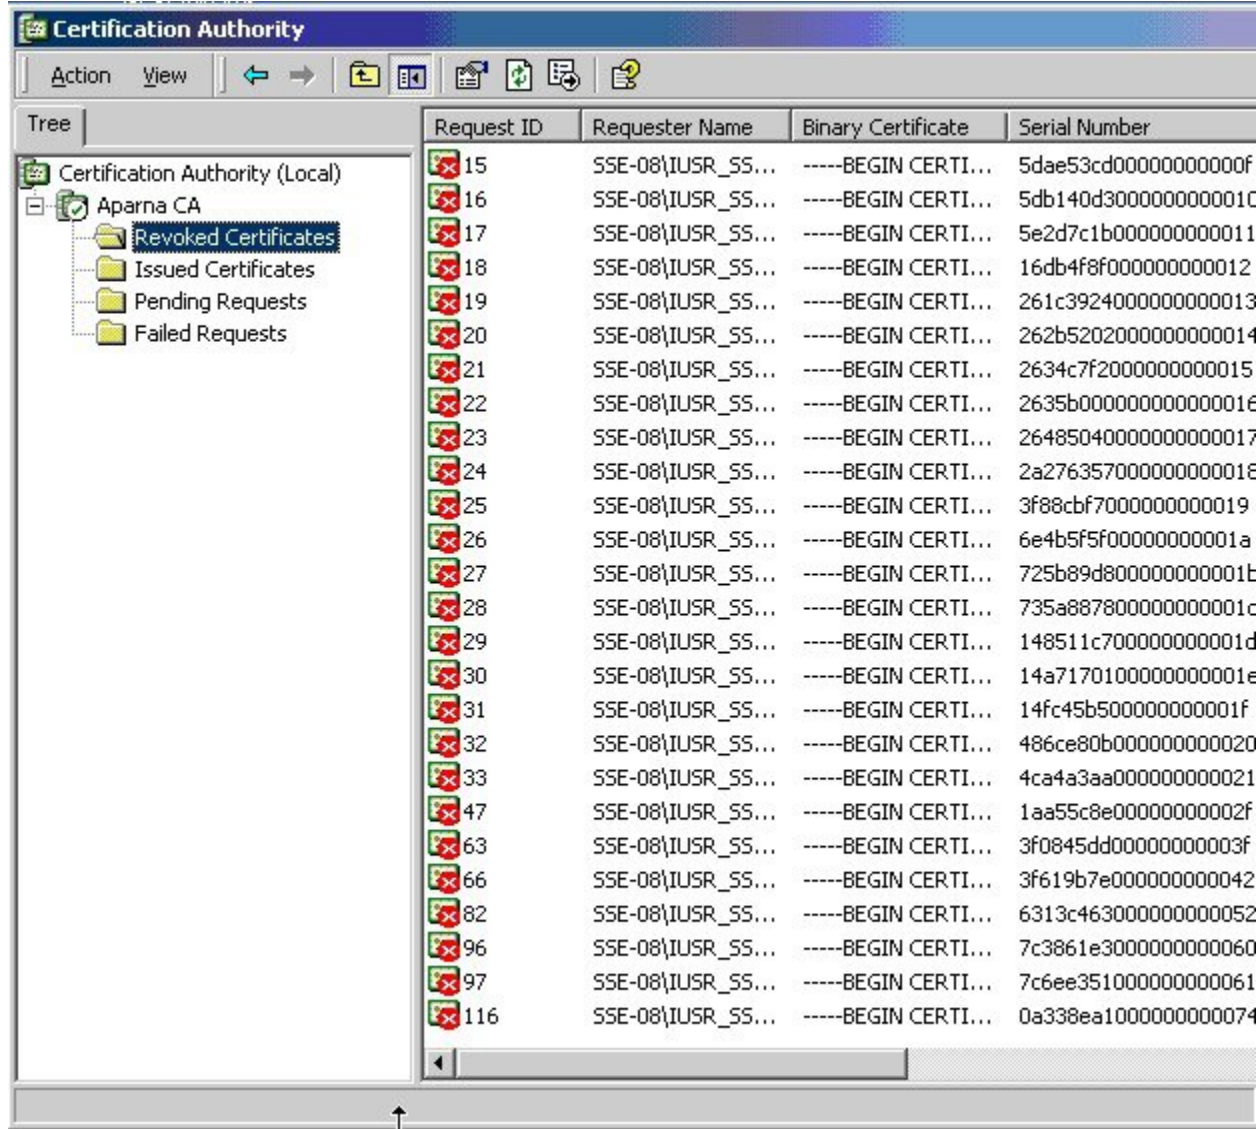 Certification Authority
Action View
Tree
Request ID Requester Name Binary Certificate Serial Number
Certification Authority (Local)
Aparna CA
Revoked Certificates
Issued Certificates
Pending Requests
Failed Requests
15 SSE-08\IUSR_SS... -----BEGIN CERTI... 5dae53cd00000000000f
16 SSE-08\IUSR_SS... -----BEGIN CERTI... 5db140d3000000000010
17 SSE-08\IUSR_SS... -----BEGIN CERTI... 5e2d7c1b000000000011
18 SSE-08\IUSR_SS... -----BEGIN CERTI... 16db4f8f000000000012
19 SSE-08\IUSR_SS... -----BEGIN CERTI... 261c3924000000000013
20 SSE-08\IUSR_SS... -----BEGIN CERTI... 262b5202000000000014
21 SSE-08\IUSR_SS... -----BEGIN CERTI... 2634c7f2000000000015
22 SSE-08\IUSR_SS... -----BEGIN CERTI... 2635b000000000000016
23 SSE-08\IUSR_SS... -----BEGIN CERTI... 26485040000000000017
24 SSE-08\IUSR_SS... -----BEGIN CERTI... 2a276357000000000018
25 SSE-08\IUSR_SS... -----BEGIN CERTI... 3f88cbf7000000000019
26 SSE-08\IUSR_SS... -----BEGIN CERTI... 6e4b5f5f00000000001a
27 SSE-08\IUSR_SS... -----BEGIN CERTI... 725b89d800000000001b
28 SSE-08\IUSR_SS... -----BEGIN CERTI... 735a887800000000001c
29 SSE-08\IUSR_SS... -----BEGIN CERTI... 148511c700000000001d
30 SSE-08\IUSR_SS... -----BEGIN CERTI... 14a7170100000000001e
31 SSE-08\IUSR_SS... -----BEGIN CERTI... 14fc45b500000000001f
32 SSE-08\IUSR_SS... -----BEGIN CERTI... 486ce80b000000000020
33 SSE-08\IUSR_SS... -----BEGIN CERTI... 4ca4a3aa000000000021
47 SSE-08\IUSR_SS... -----BEGIN CERTI... 1aa55c8e00000000002f
63 SSE-08\IUSR_SS... -----BEGIN CERTI... 3f0845dd00000000003f
66 SSE-08\IUSR_SS... -----BEGIN CERTI... 3f619b7e000000000042
82 SSE-08\IUSR_SS... -----BEGIN CERTI... 6313c463000000000052
96 SSE-08\IUSR_SS... -----BEGIN CERTI... 7c3861e3000000000060
97 SSE-08\IUSR_SS... -----BEGIN CERTI... 7c6ee351000000000061
116 SSE-08\IUSR_SS... -----BEGIN CERTI... 0a338ea1000000000074